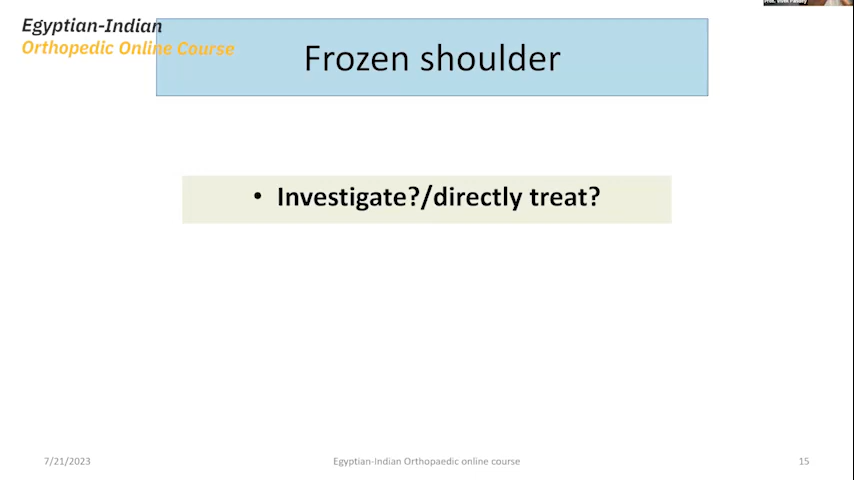 Egyptian-Indian
Orthopedic Online Course
Frozen shoulder
• Investigate?/directly treat?
7/21/2023
Egyptian-Indian Orthopaedic online course
15